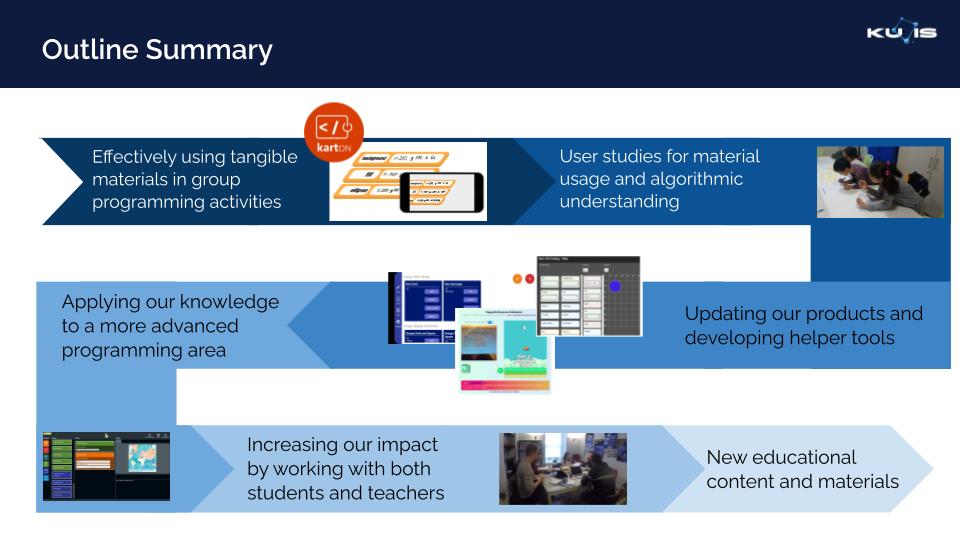 Outline Summary
KUIS
</>
kartON
Effectively using tangible
materials in group
programming activities
background
ellipse
User studies for material
usage and algorithmic
understanding
Applying our knowledge
to a more advanced
programming area
Updating our products and
developing helper tools
Increasing our impact
by working with both
students and teachers
New educational
content and materials